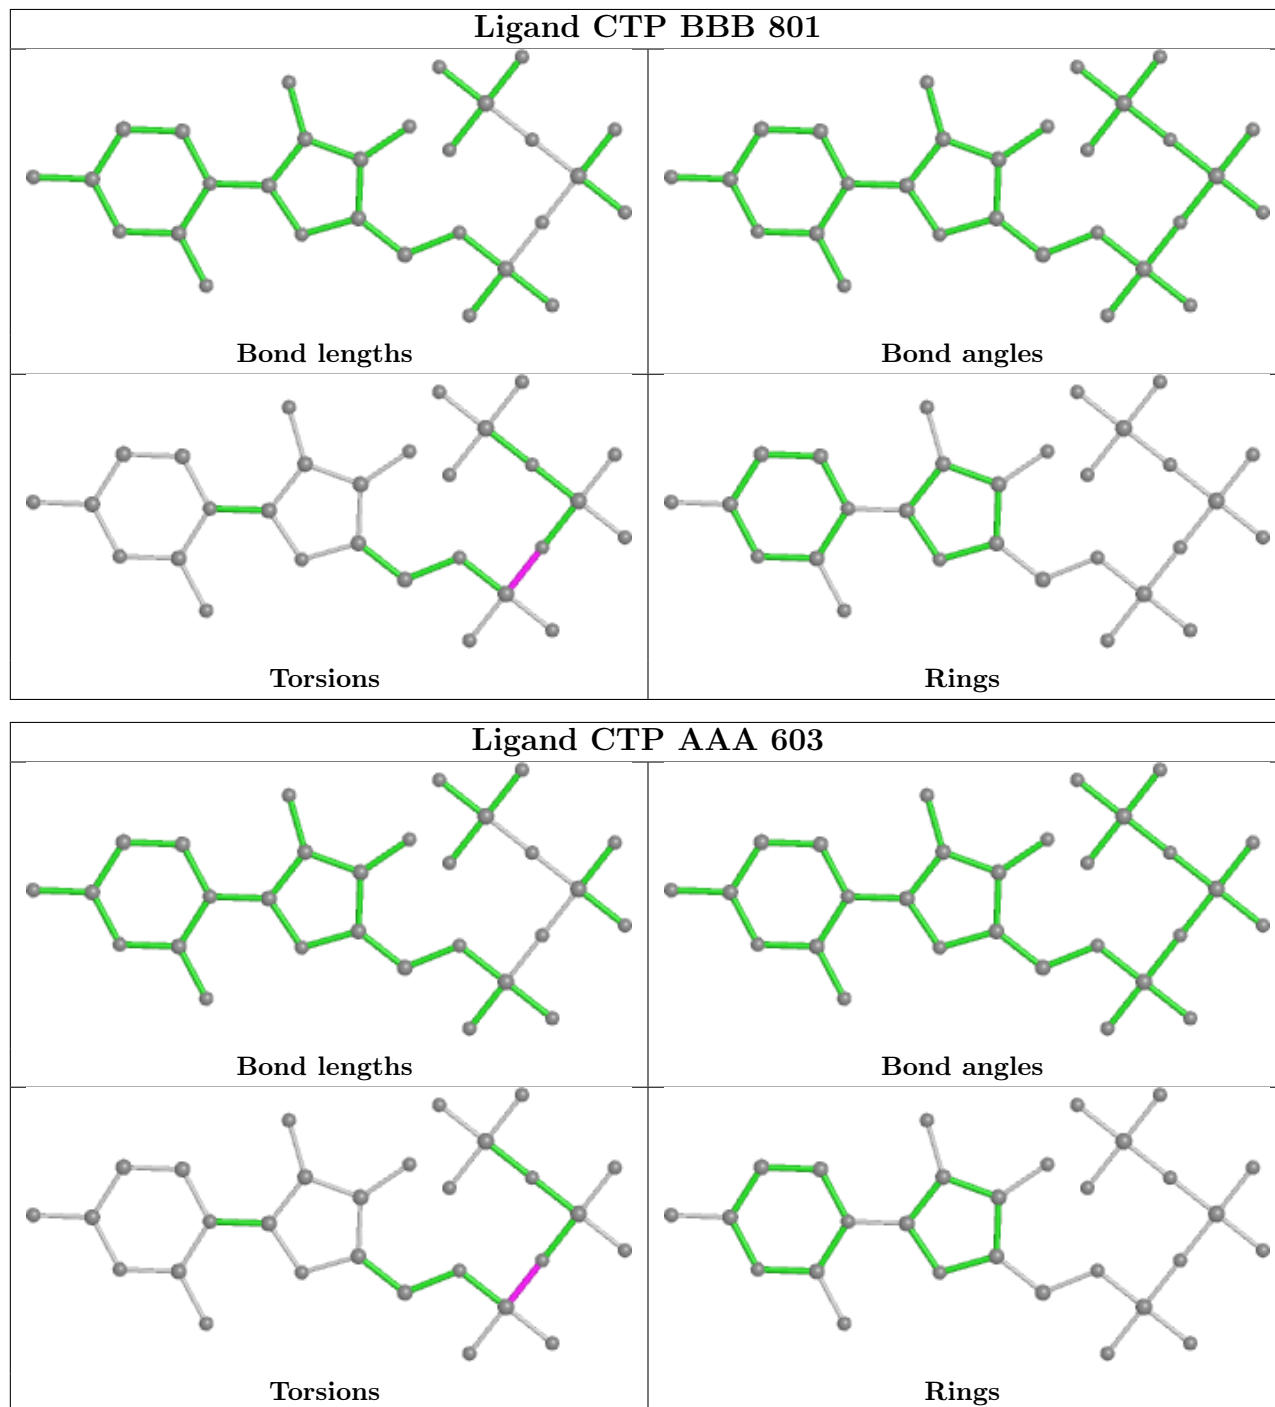 Ligand CTP BBB 801
Bond lengths
Bond angles
Torsions
Rings
Ligand CTP AAA 603
Bond lengths
Bond angles
Torsions
Rings